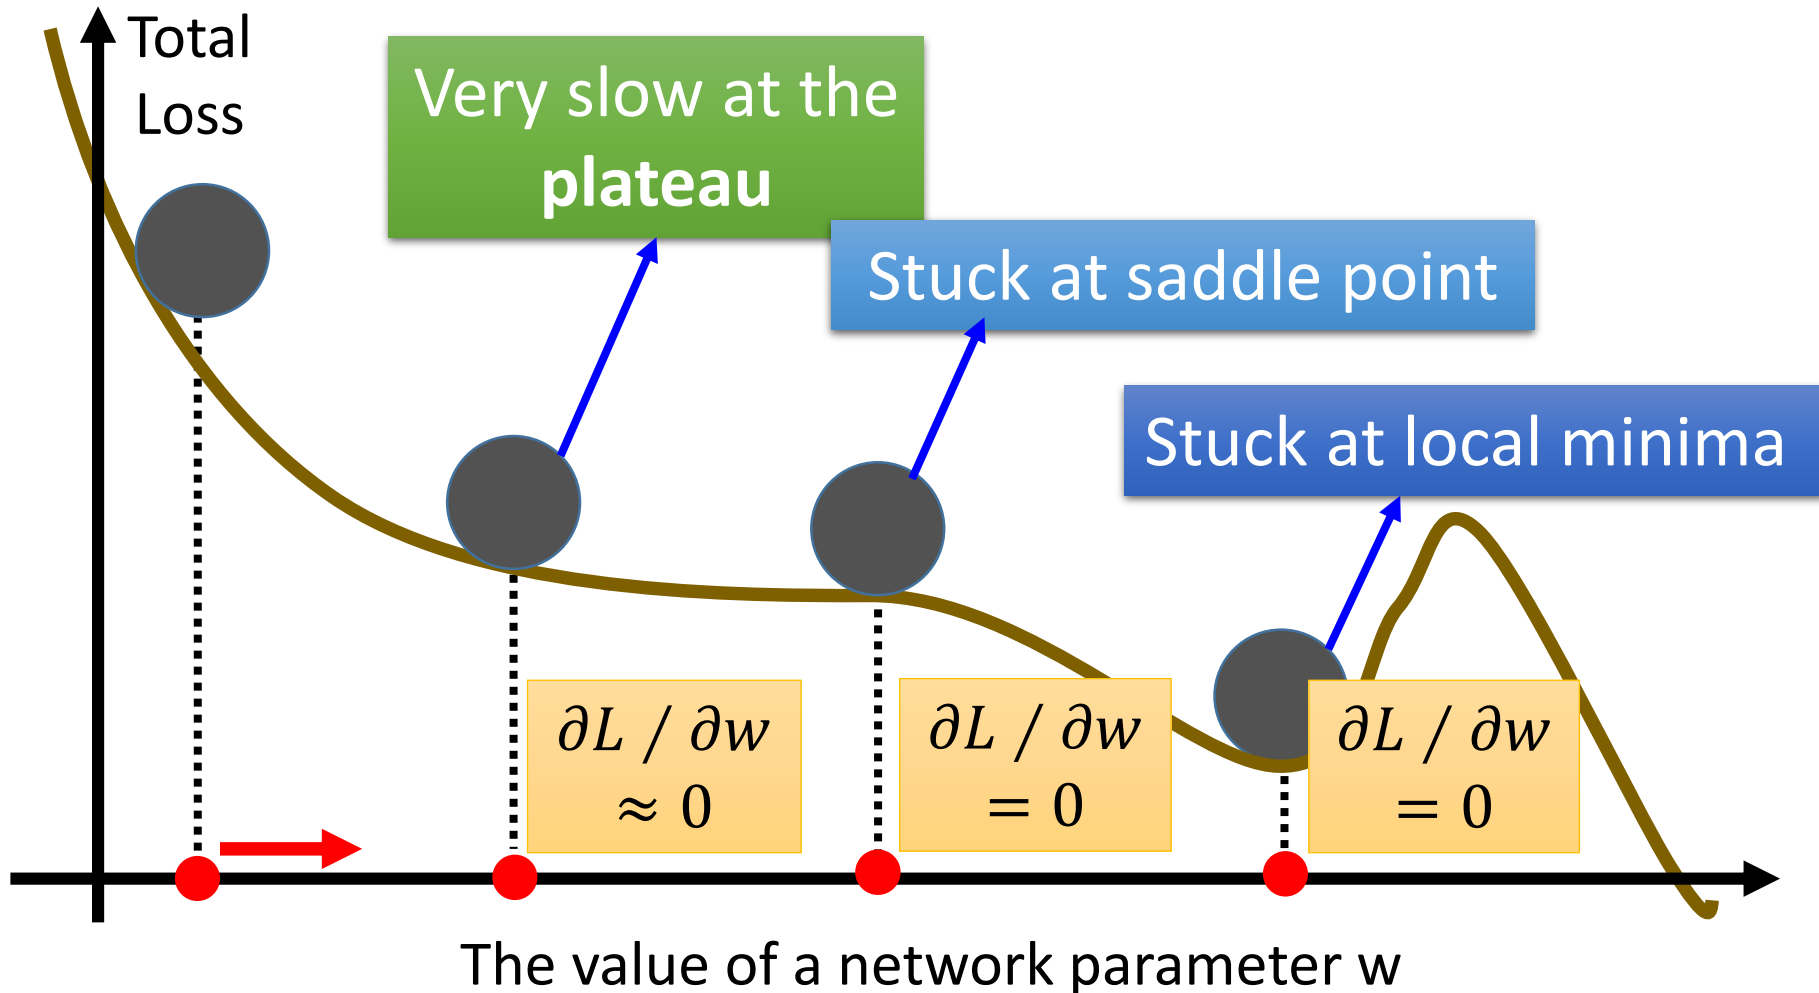 Total
Loss
Very slow at the
plateau
Stuck at saddle point
Stuck at local minima
∂L / ∂w
≈ 0
∂L / ∂w
= 0
∂L / ∂w
= 0
The value of a network parameter w